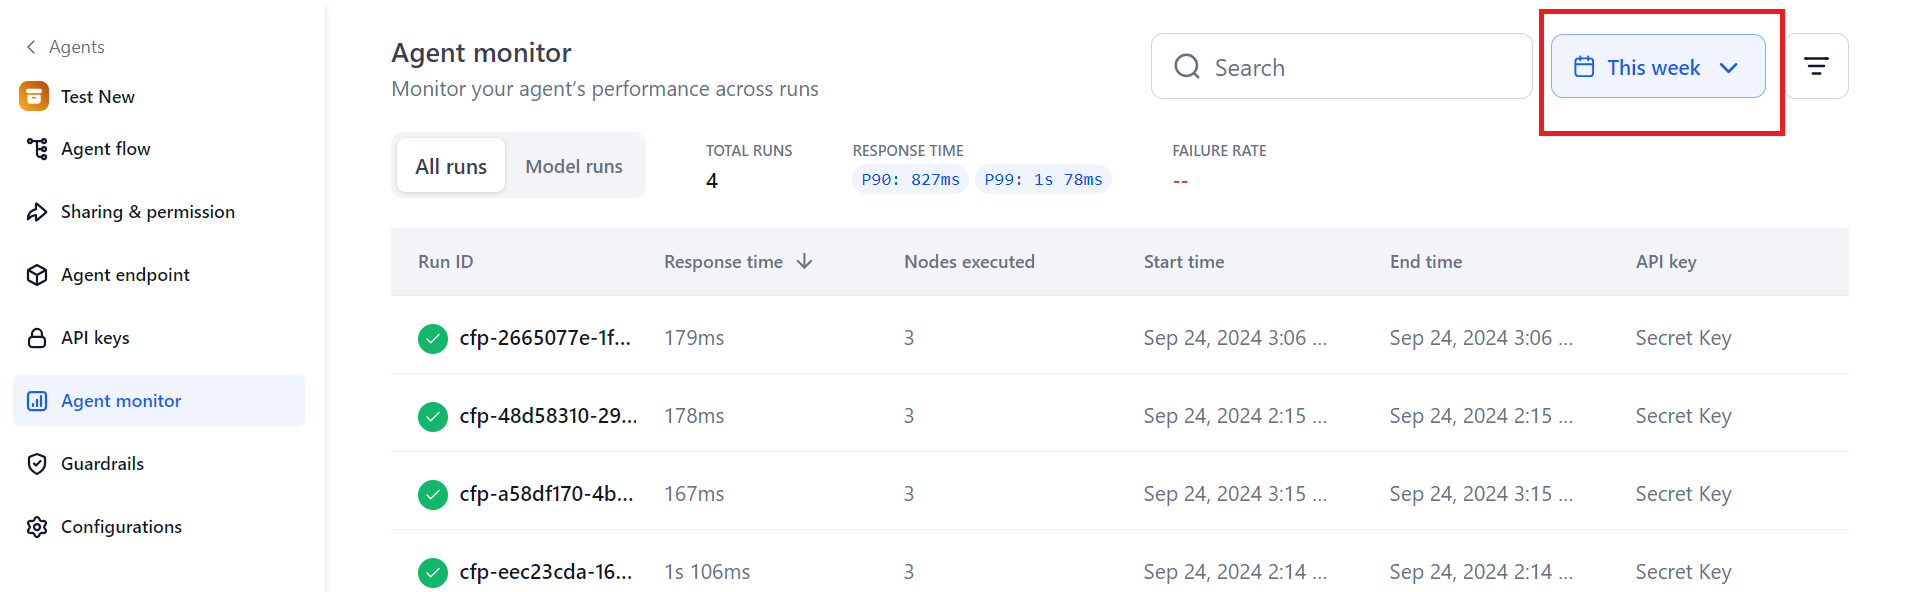 Agents
Test New
Agent flow
Sharing & permission
Agent endpoint
API keys
Agent monitor
Guardrails
Configurations
Agent monitor
Monitor your agent’s performance across runs
Search
This week
All runs
Model runs
TOTAL RUNS
4
RESPONSE TIME
P90: 827ms
P99: 1s 78ms
FAILURE RATE
--
Run ID Response time Nodes executed Start time End time API key
cfp-2665077e-1f... 179ms 3 Sep 24, 2024 3:06 ... Sep 24, 2024 3:06 ... Secret Key
cfp-48d58310-29... 178ms 3 Sep 24, 2024 2:15 ... Sep 24, 2024 2:15 ... Secret Key
cfp-a58df170-4b... 167ms 3 Sep 24, 2024 3:15 ... Sep 24, 2024 3:15 ... Secret Key
cfp-eec23cda-16... 1s 106ms 3 Sep 24, 2024 2:14 ... Sep 24, 2024 2:14 ... Secret Key